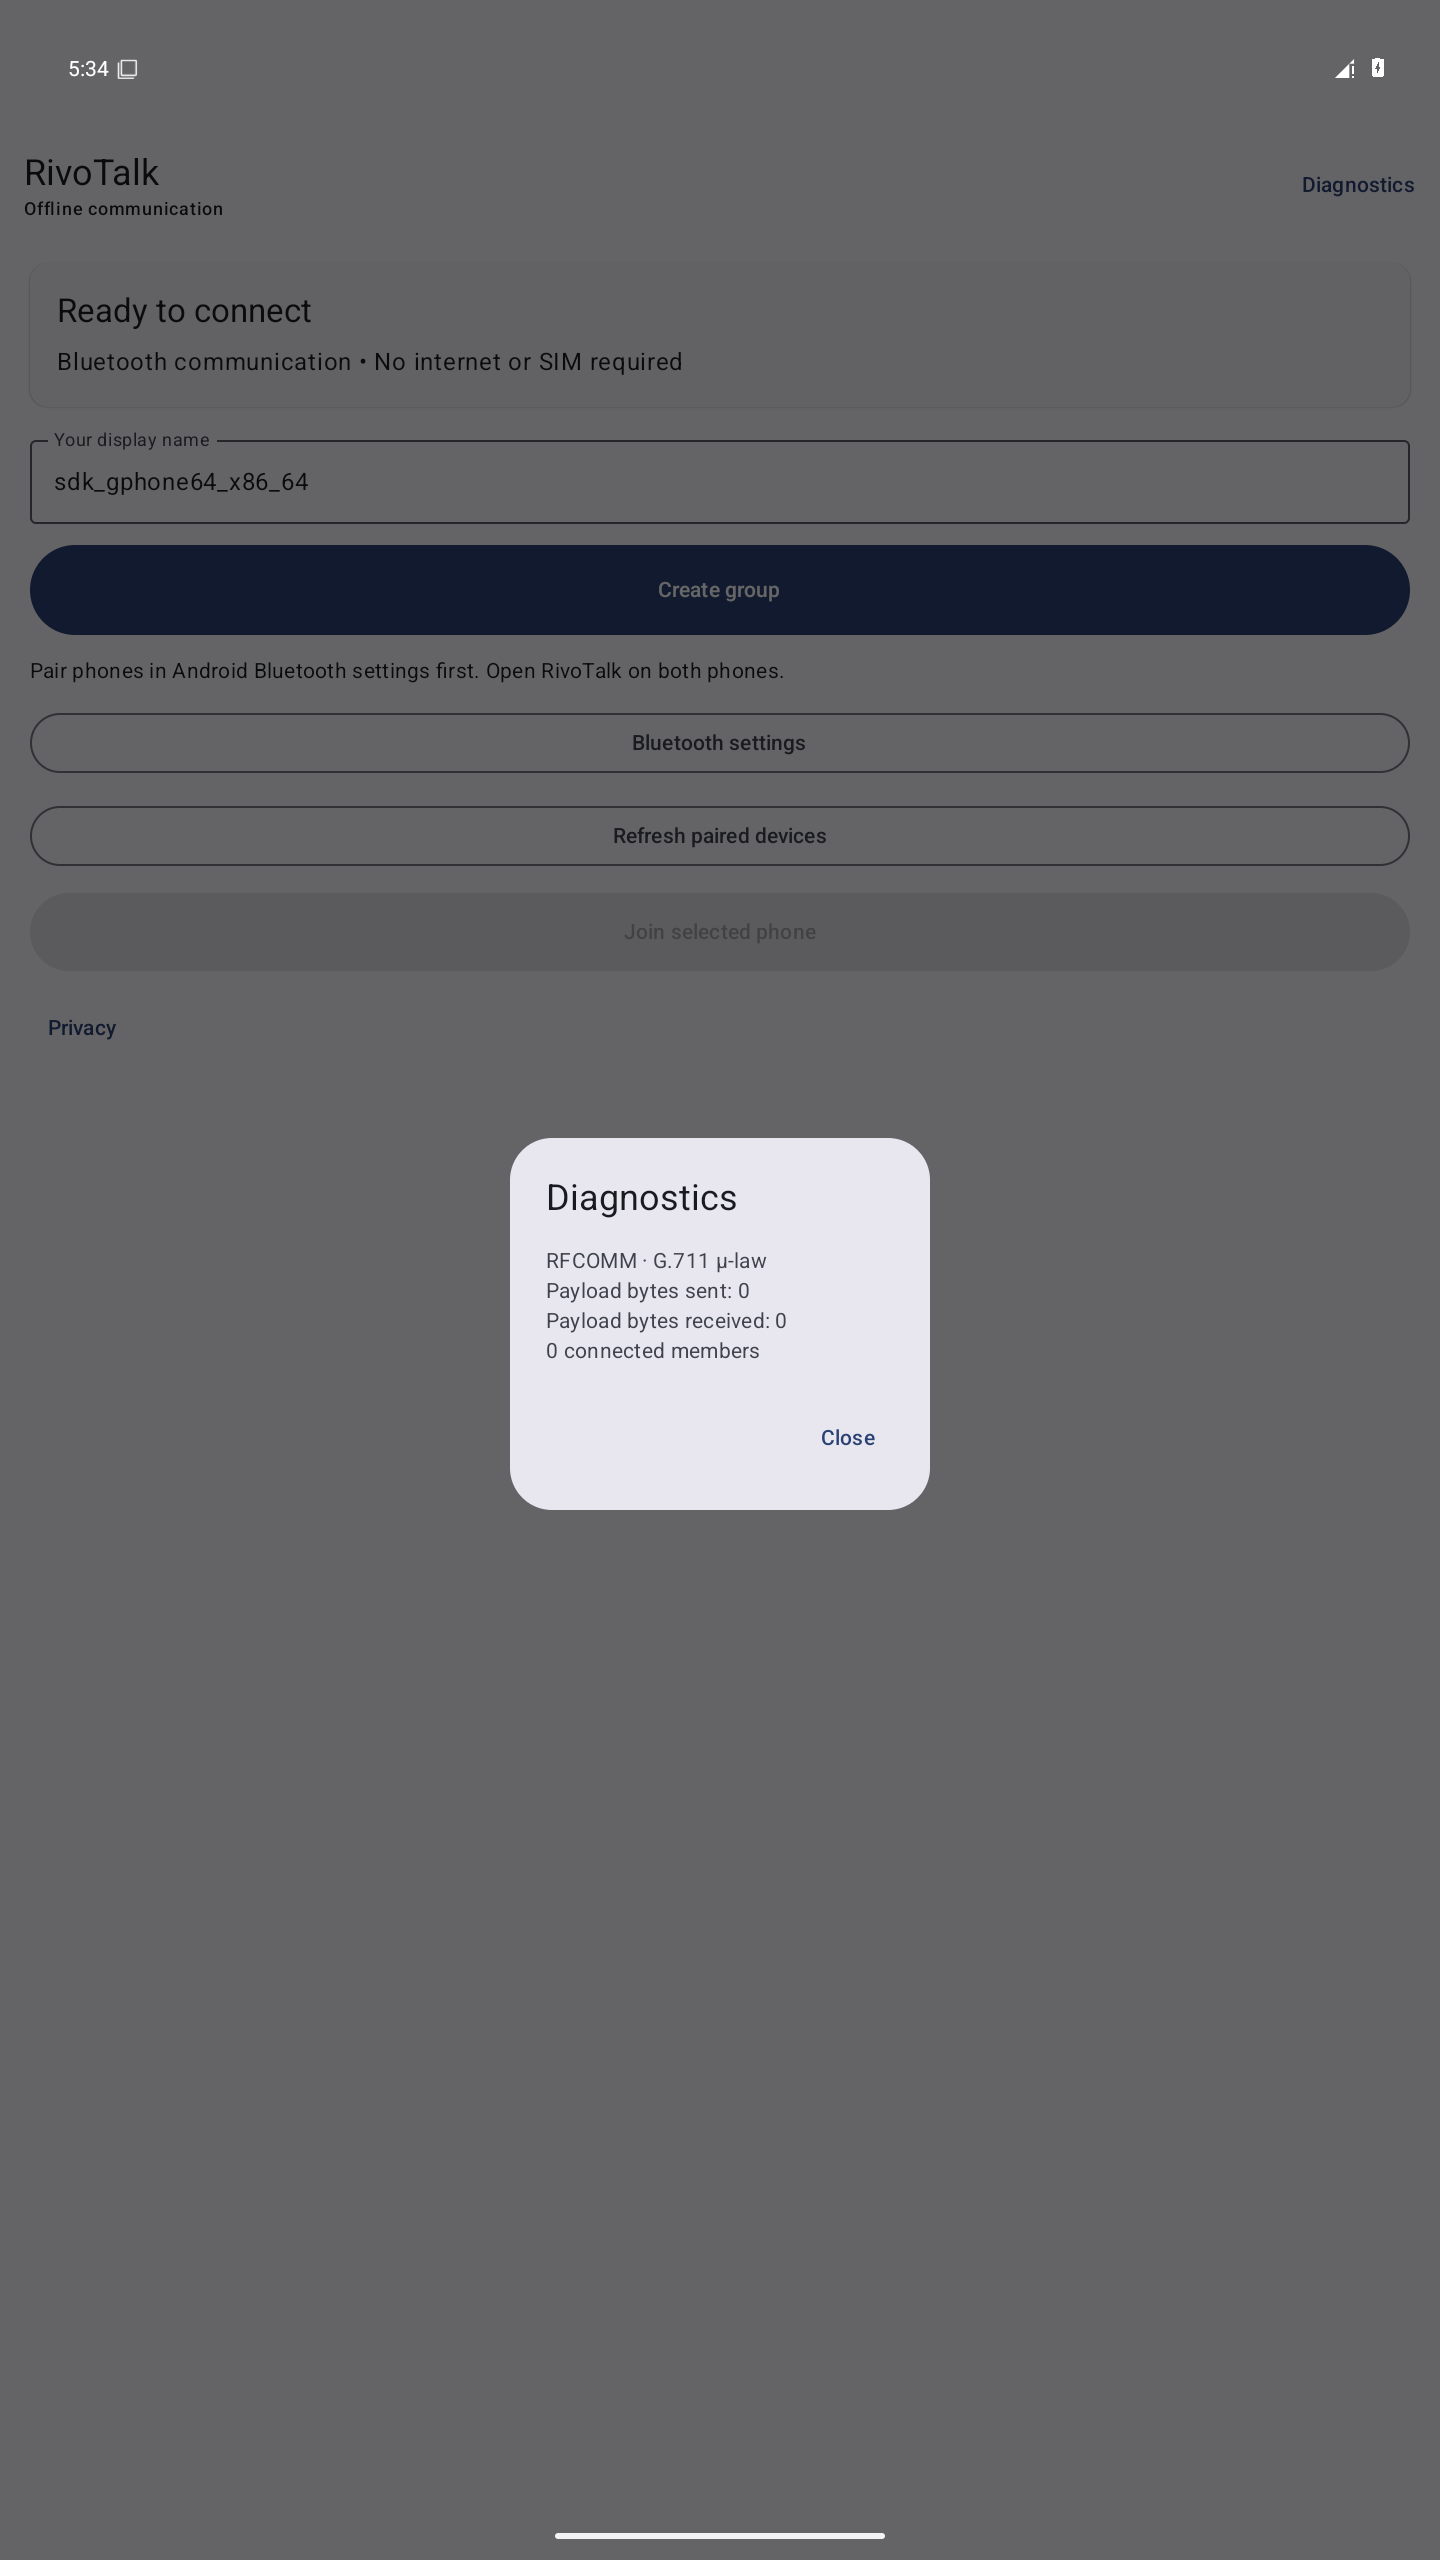 5:34
RivoTalk
Offline communication
Diagnostics
Ready to connect
Bluetooth communication • No internet or SIM required
Your display name
sdk_gphone64_x86_64
Create group
Pair phones in Android Bluetooth settings first. Open RivoTalk on both phones.
Bluetooth settings
Refresh paired devices
Join selected phone
Privacy
Diagnostics
RFCOMM · G.711 μ-law
Payload bytes sent: 0
Payload bytes received: 0
0 connected members
Close